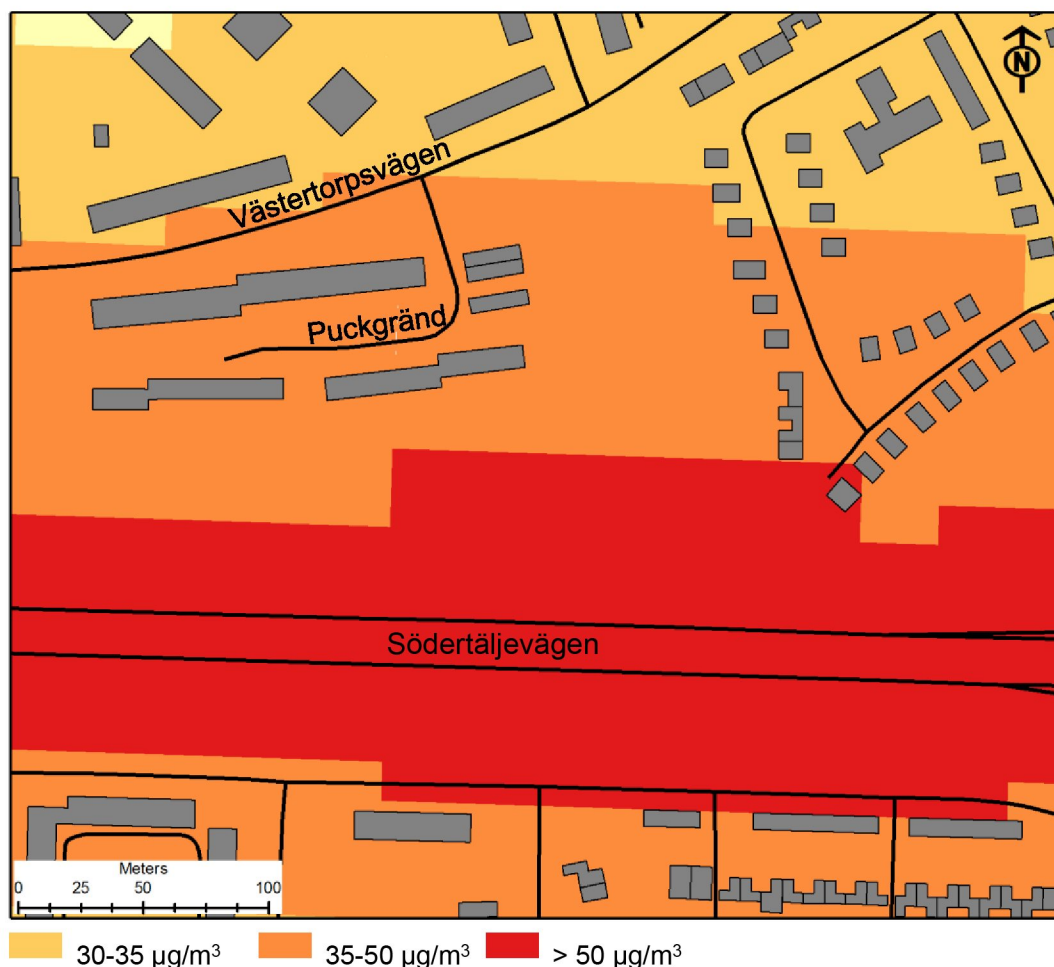 N
Västertorpsvägen
Puckgränd
Södertäljevägen
Meters
0 25 50 100
30-35 µg/m³ 35-50 µg/m³ > 50 µg/m³